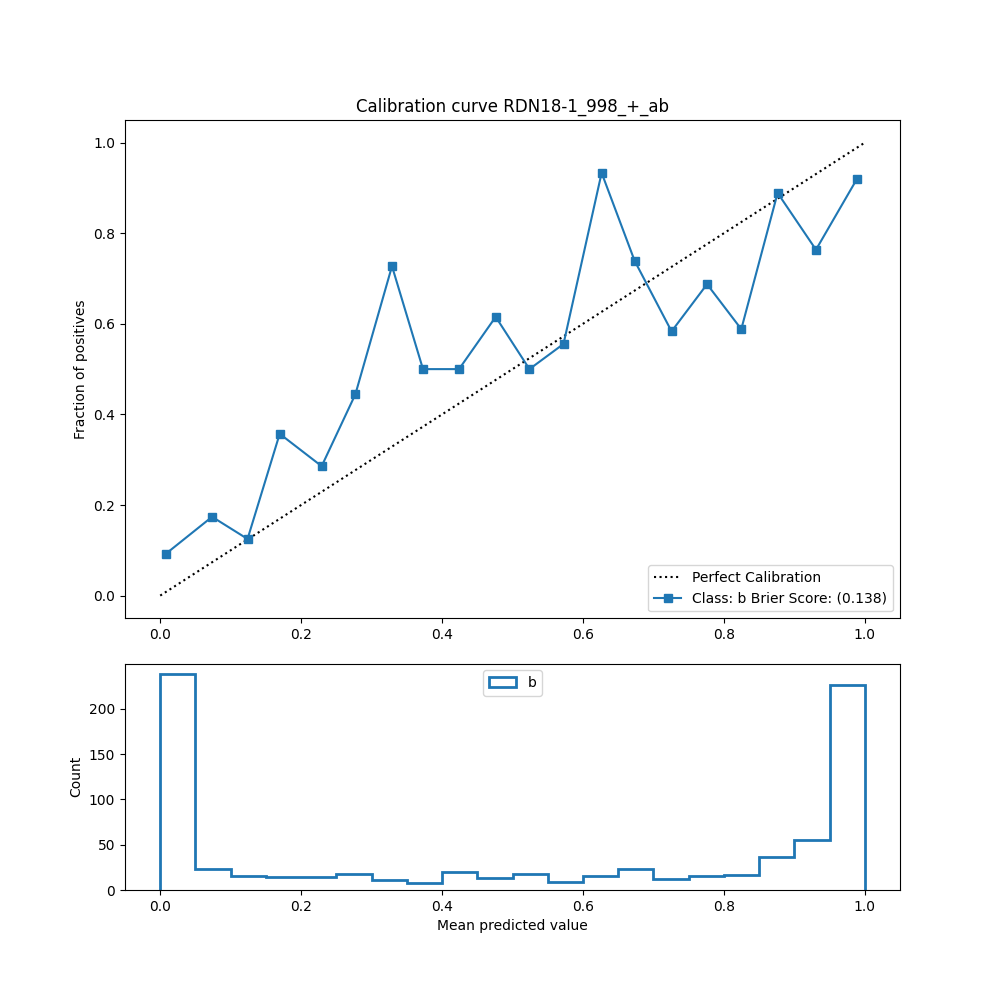 Calibration curve RDN18-1_998_+_ab
Fraction of positives
1.0
0.8
0.6
0.4
0.2
0.0
0.0 0.2 0.4 0.6 0.8 1.0
Perfect Calibration
Class: b Brier Score: (0.138)
Count
200
150
100
50
0
b
0.0 0.2 0.4 0.6 0.8 1.0
Mean predicted value